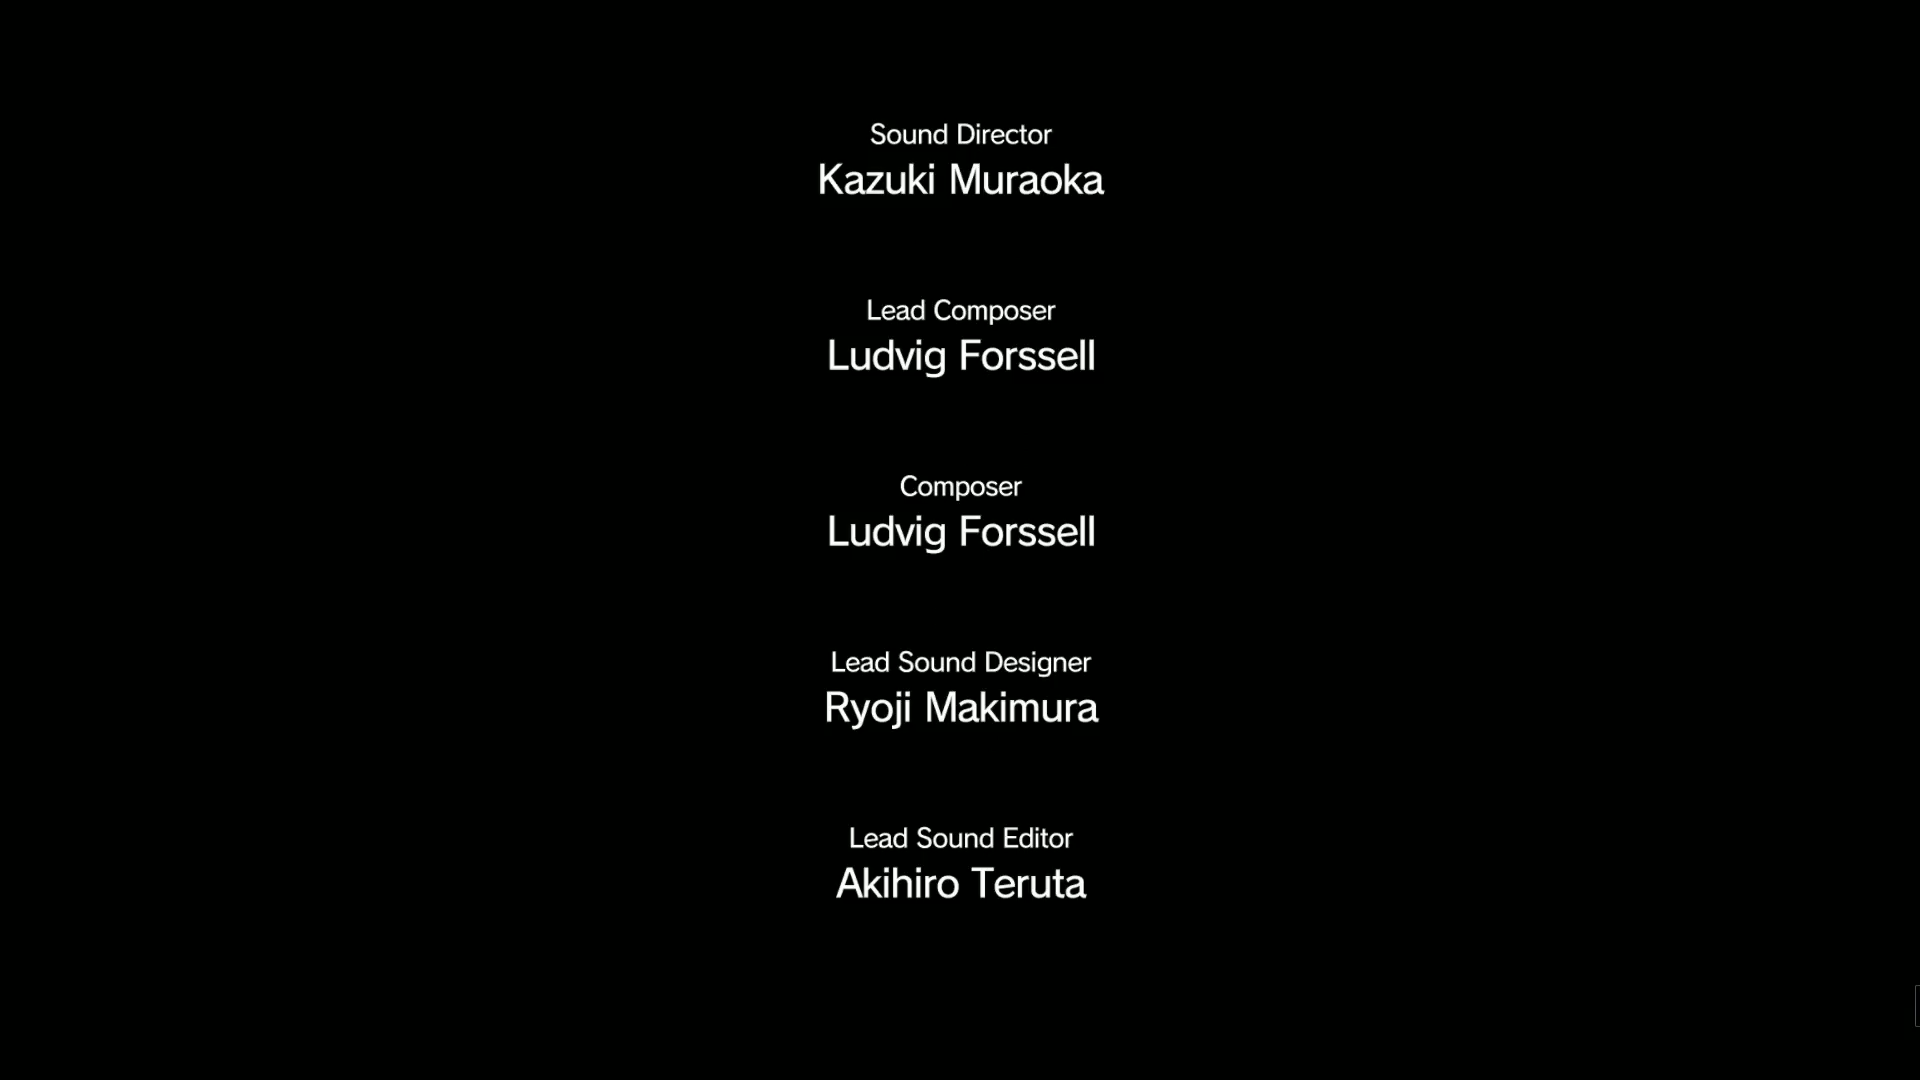 Sound Director
Kazuki Muraoka
Lead Composer
Ludvig Forssell
Composer
Ludvig Forssell
Lead Sound Designer
Ryoji Makimura
Lead Sound Editor
Akihiro Teruta